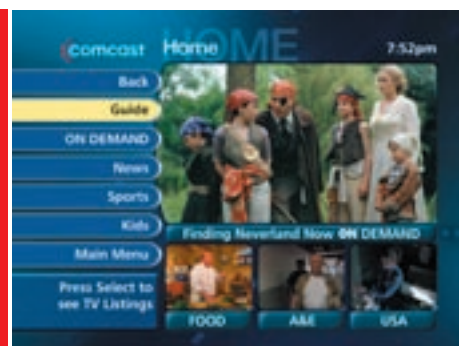 comcast Home HOME 7:52pm
Back
Guide
ON DEMAND
News
Sports
Kids
Main Menu
Press Select to
see TV Listings
Finding Neverland Now ON DEMAND
FOOD A&E USA